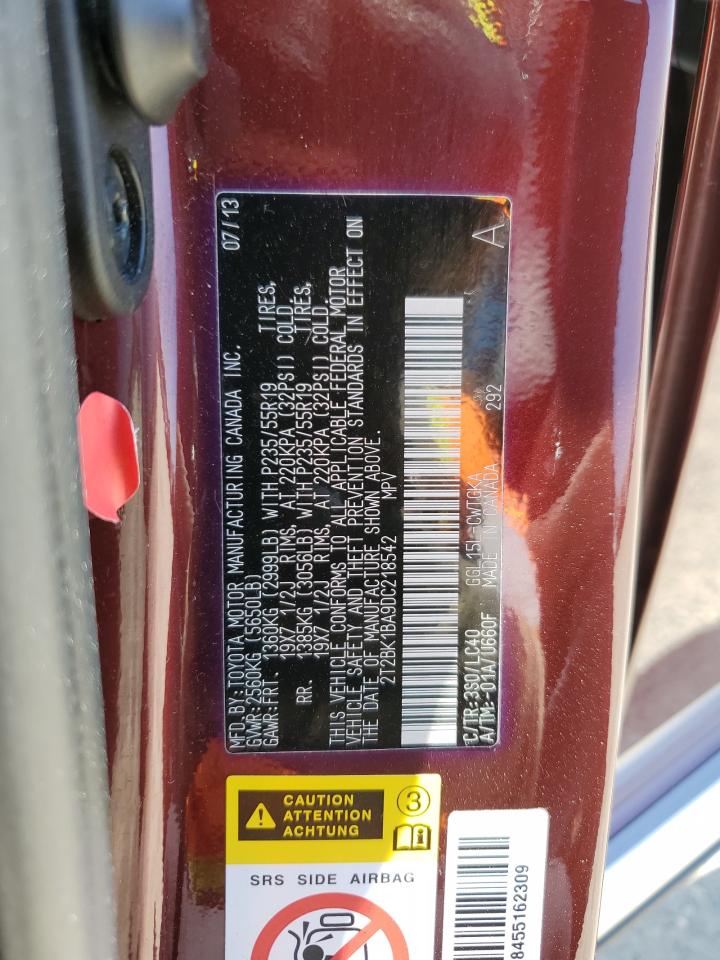 MFD. BY: TOYOTA MOTOR MANUFACTURING CANADA INC. 07/13
GVWR: 2560KG (5650LB)
GAWR: FRT. 1360KG (2999LB) WITH P235/55R19 TIRES,
19X7 1/2J RIMS, AT 220KPA (32PSI) COLD
RR. 1385KG (3058LB) WITH P235/55R19 TIRES,
19X7 1/2J RIMS, AT 220KPA (32PSI) COLD
THIS VEHICLE CONFORMS TO ALL APPLICABLE FEDERAL MOTOR
VEHICLE SAFETY AND THEFT PREVENTION STANDARDS IN EFFECT ON
THE DATE OF MANUFACTURE SHOWN ABOVE.
2T2BK1BA9DC218542 MPV
A
C/TR: 3S0/LC40 GGL15L-CWTGKA
A/TM: -01A/U660F MADE IN CANADA 292
CAUTION
ATTENTION
ACHTUNG
3
SRS SIDE AIRBAG
8455162309